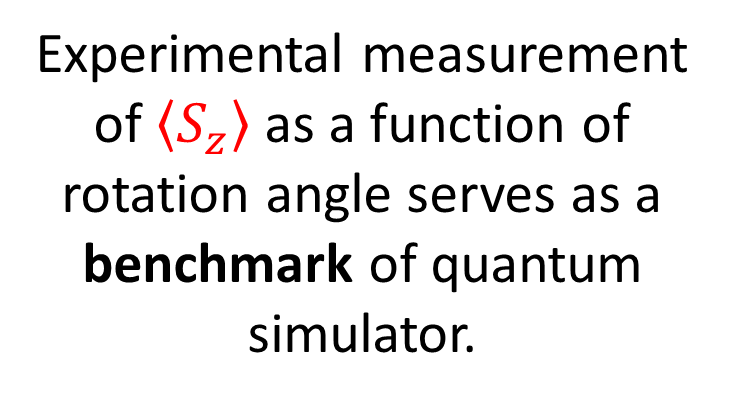 Experimental measurement
of ⟨S_z⟩ as a function of
rotation angle serves as a
benchmark of quantum
simulator.